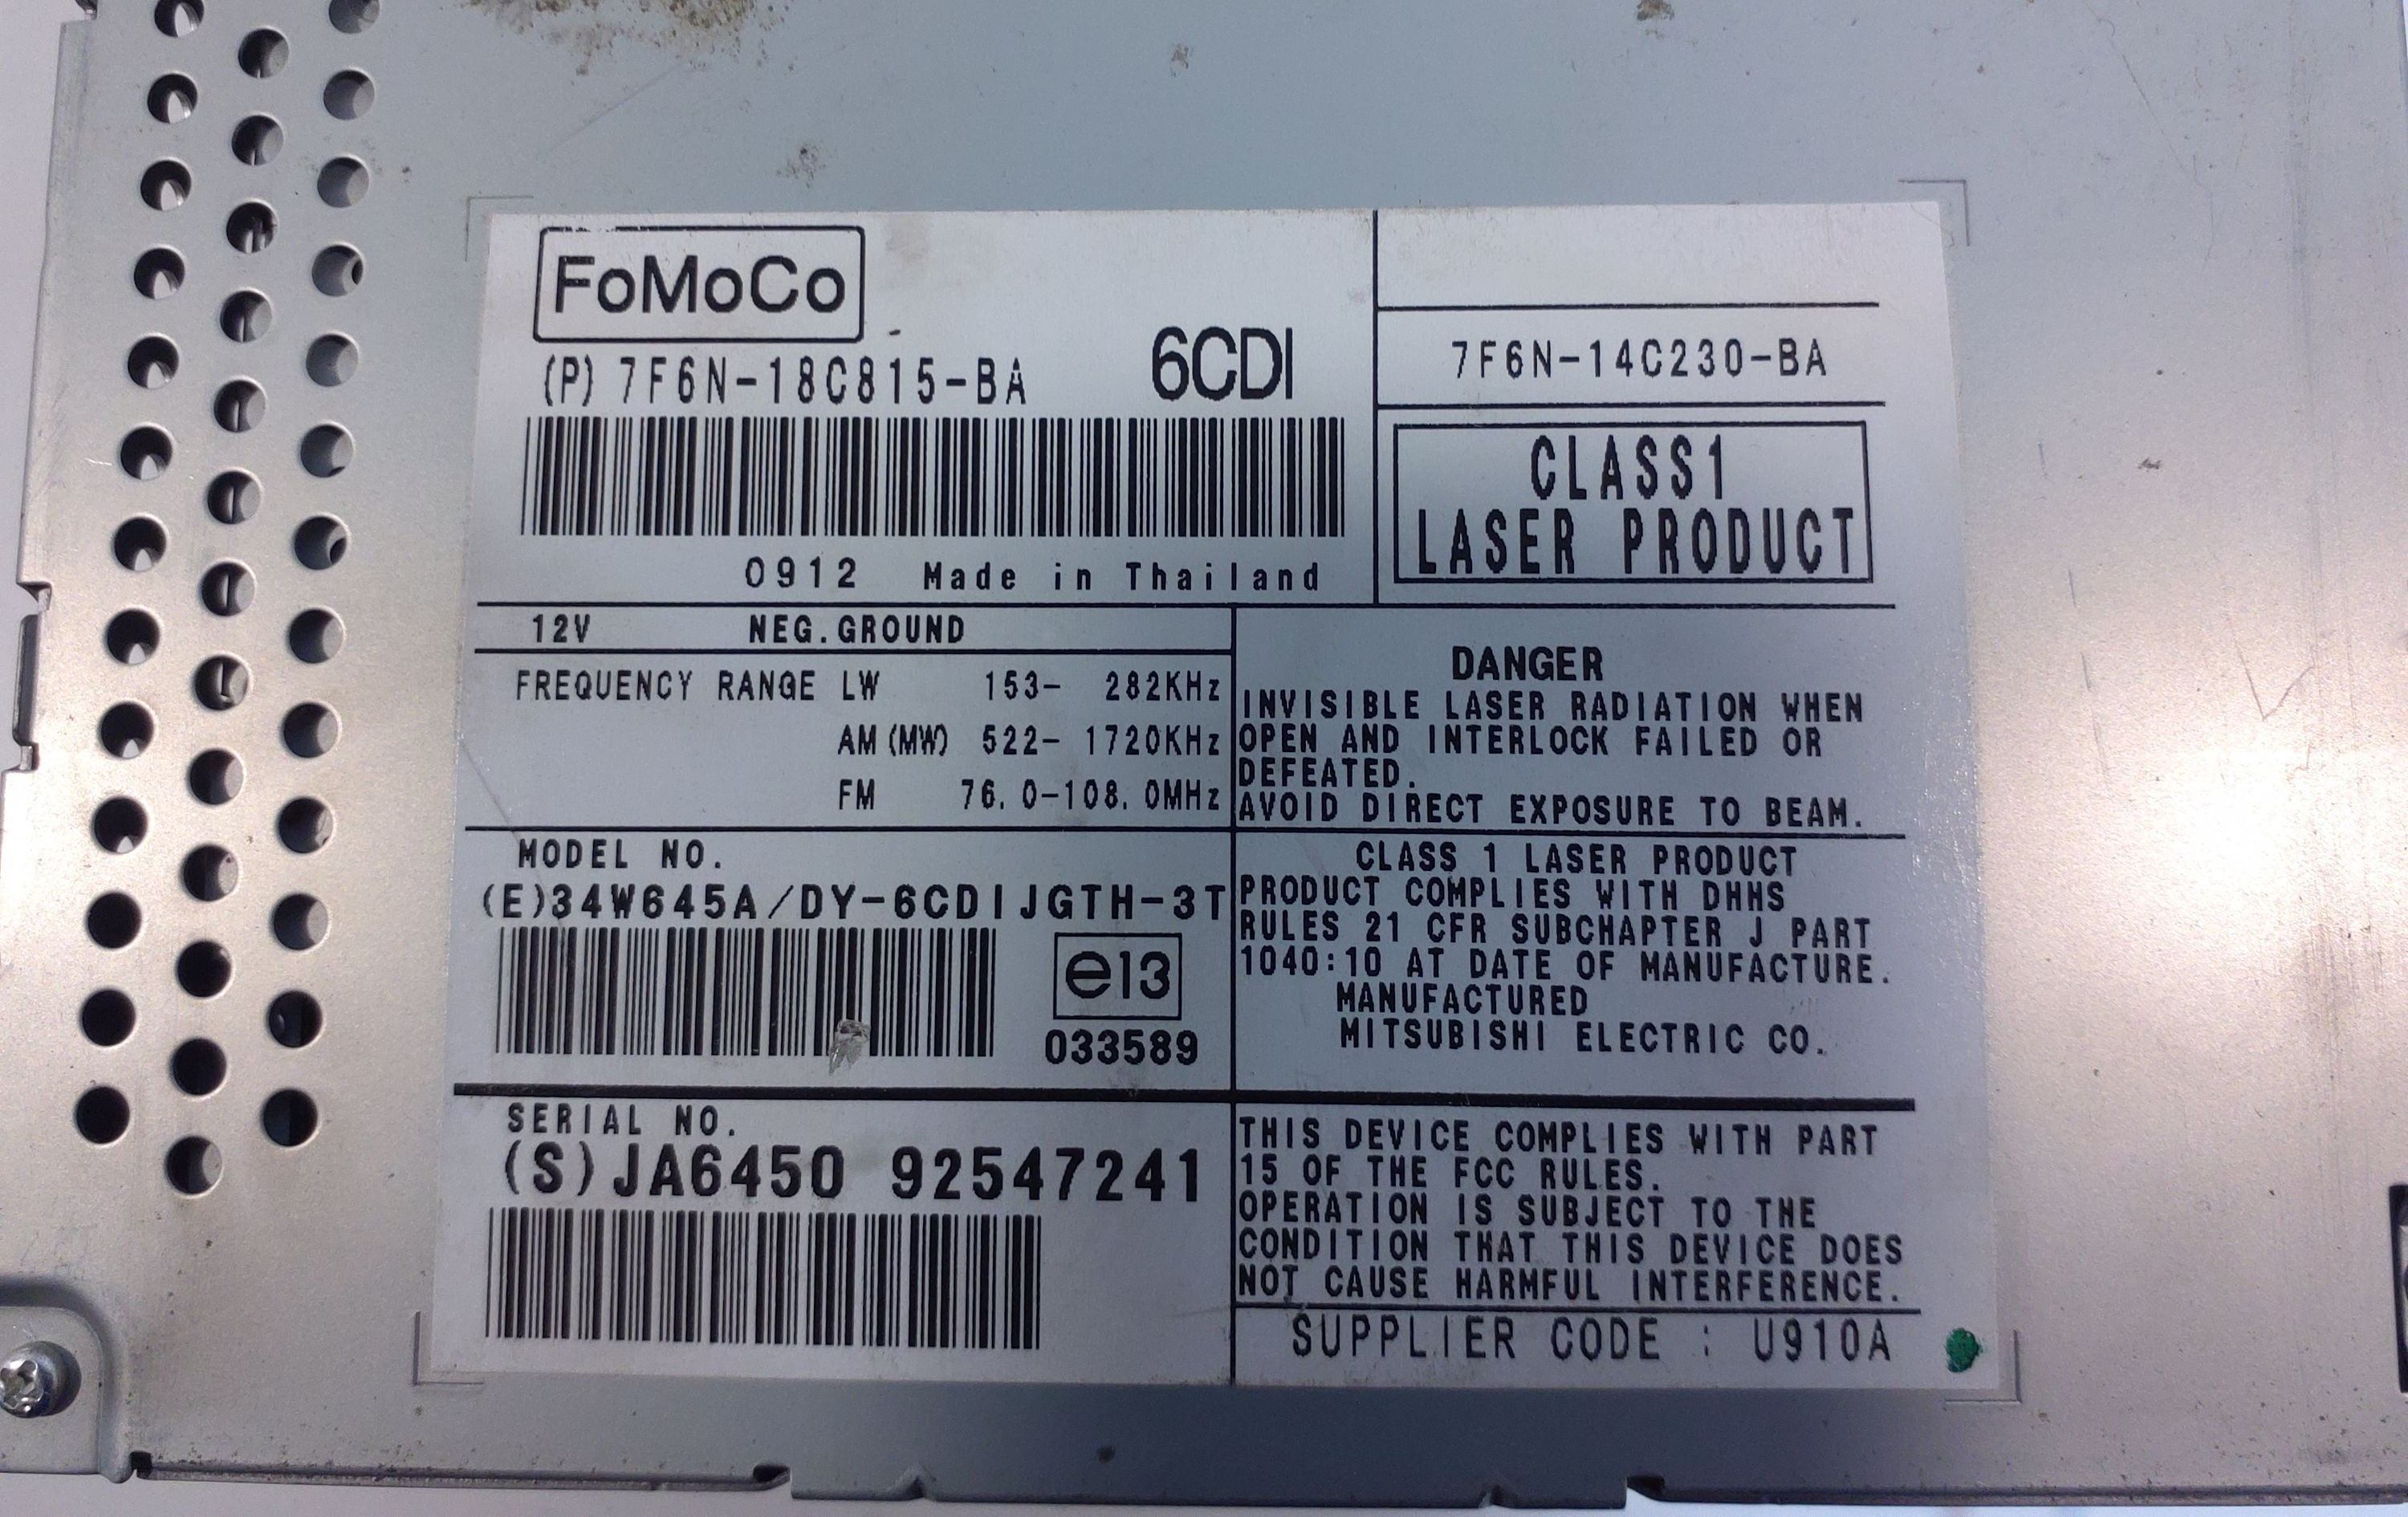 FoMoCo
(P) 7F6N-18C815-BA
6CDI
0912 Made in Thailand
7F6N-14C230-BA
CLASS1
LASER PRODUCT
12V NEG.GROUND
FREQUENCY RANGE LW 153- 282KHz
AM (MW) 522- 1720KHz
FM 76.0-108.0MHz
DANGER
INVISIBLE LASER RADIATION WHEN
OPEN AND INTERLOCK FAILED OR
DEFEATED.
AVOID DIRECT EXPOSURE TO BEAM.
MODEL NO.
(E)34W645A/DY-6CDIJGTH-3T
e13
033589
CLASS 1 LASER PRODUCT
PRODUCT COMPLIES WITH DHHS
RULES 21 CFR SUBCHAPTER J PART
1040:10 AT DATE OF MANUFACTURE.
MANUFACTURED
MITSUBISHI ELECTRIC CO.
SERIAL NO.
(S)JA6450 92547241
THIS DEVICE COMPLIES WITH PART
15 OF THE FCC RULES.
OPERATION IS SUBJECT TO THE
CONDITION THAT THIS DEVICE DOES
NOT CAUSE HARMFUL INTERFERENCE.
SUPPLIER CODE : U910A